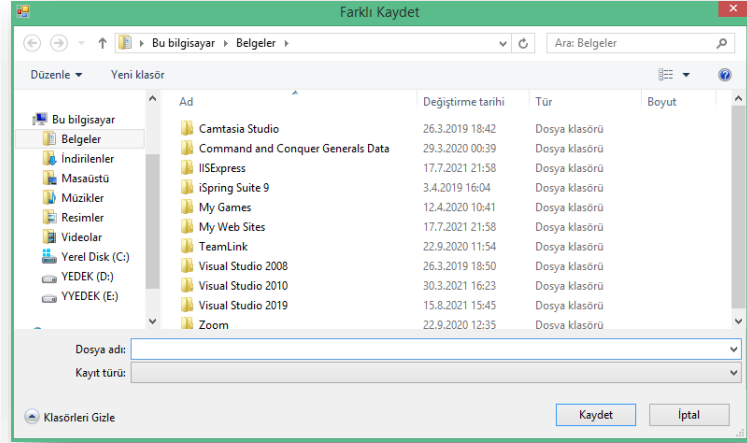 Farklı Kaydet
Bu bilgisayar Belgeler
Ara: Belgeler
Düzenle Yeni klasör
Ad Değiştirme tarihi Tür Boyut
Bu bilgisayar
Belgeler
İndirilenler
Masaüstü
Müzikler
Resimler
Videolar
Yerel Disk (C:)
YEDEK (D:)
YYEDEK (E:)
Camtasia Studio 26.3.2019 18:42 Dosya klasörü
Command and Conquer Generals Data 29.3.2020 00:39 Dosya klasörü
IISExpress 17.7.2021 21:58 Dosya klasörü
iSpring Suite 9 3.4.2019 16:04 Dosya klasörü
My Games 12.4.2020 10:41 Dosya klasörü
My Web Sites 17.7.2021 21:58 Dosya klasörü
TeamLink 22.9.2020 11:54 Dosya klasörü
Visual Studio 2008 26.3.2019 18:50 Dosya klasörü
Visual Studio 2010 30.3.2021 16:23 Dosya klasörü
Visual Studio 2019 15.8.2021 15:45 Dosya klasörü
Zoom 22.9.2020 12:35 Dosya klasörü
Dosya adı:
Kayıt türü:
Klasörleri Gizle
Kaydet İptal